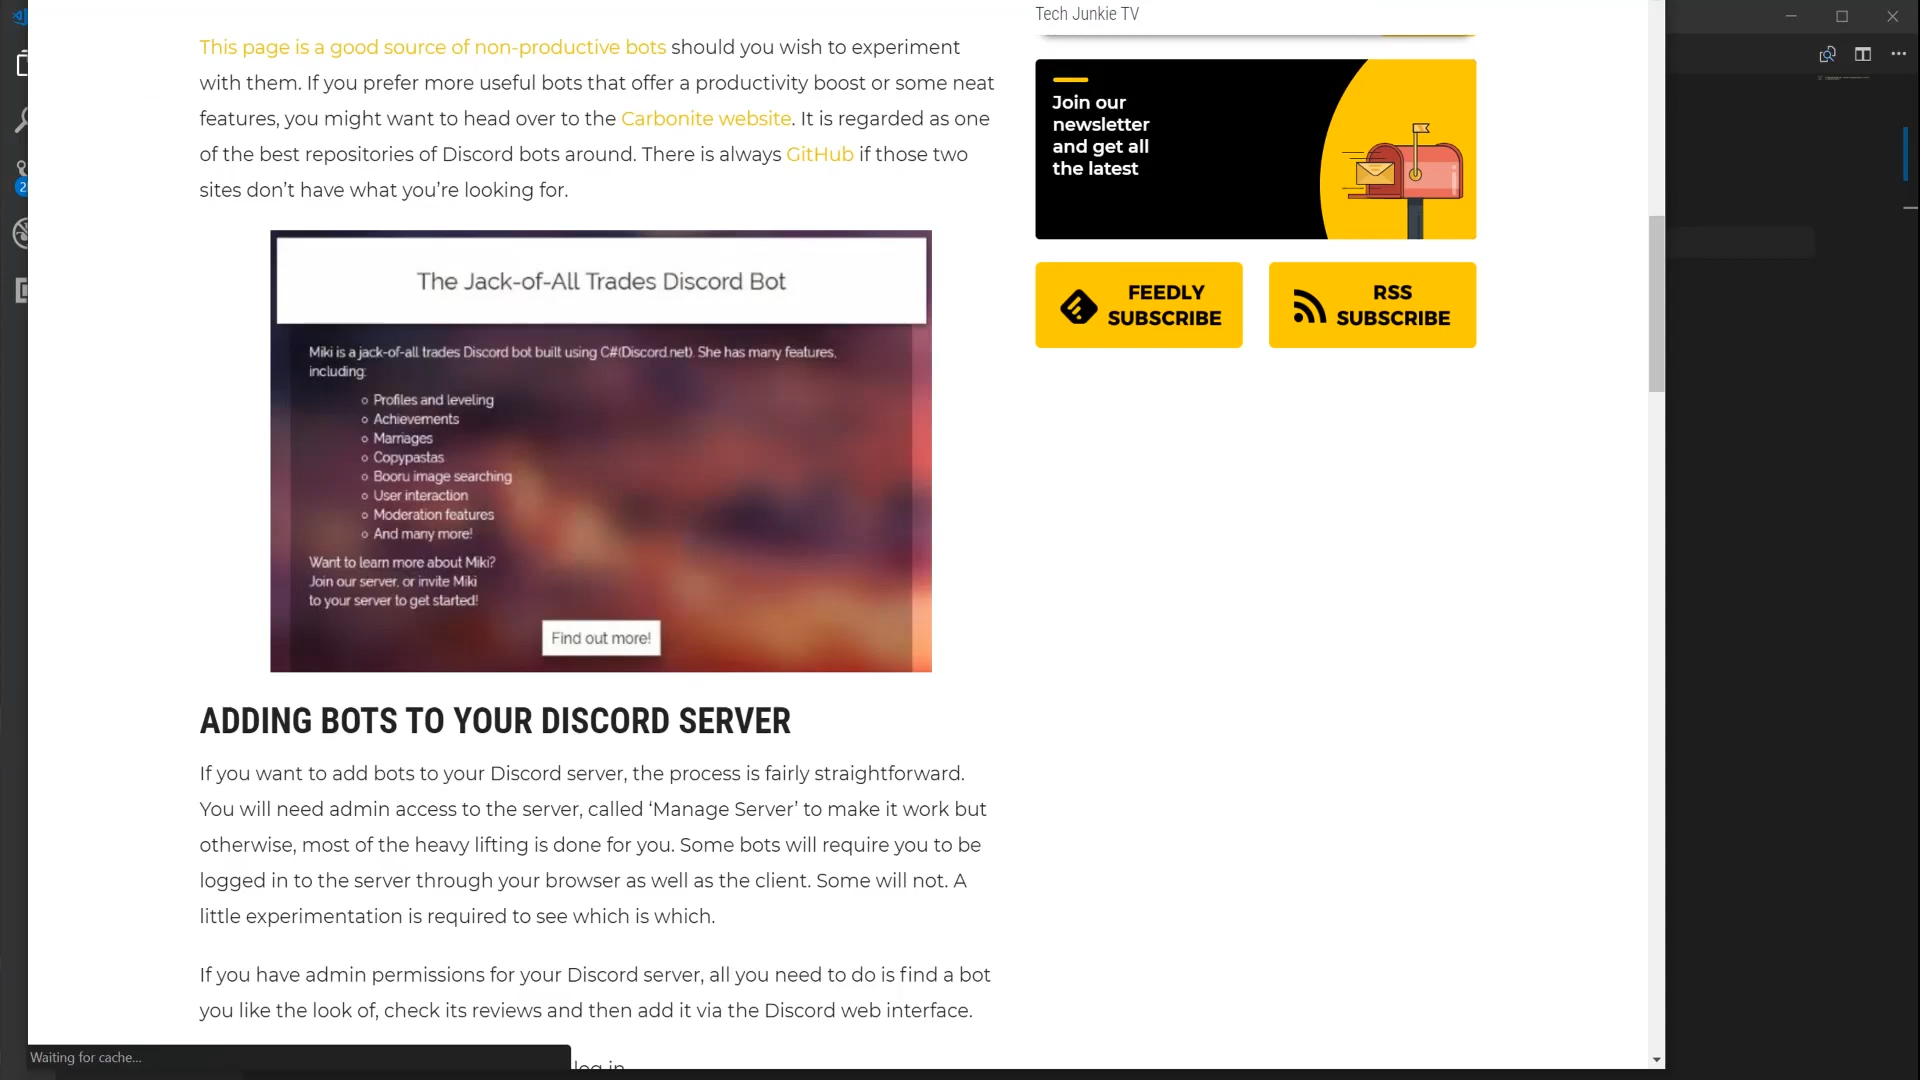 Tech Junkie TV
This page is a good source of non-productive bots should you wish to experiment
with them. If you prefer more useful bots that offer a productivity boost or some neat
features, you might want to head over to the Carbonite website. It is regarded as one
of the best repositories of Discord bots around. There is always GitHub if those two
sites don’t have what you’re looking for.
The Jack-of-All Trades Discord Bot
Miki is a jack-of-all trades Discord bot built using C#(Discord.net). She has many features,
including:
Profiles and leveling
Achievements
Marriages
Copypastas
Booru image searching
User interaction
Moderation features
And many more!
Want to learn more about Miki?
Join our server, or invite Miki
to your server to get started!
Find out more!
ADDING BOTS TO YOUR DISCORD SERVER
If you want to add bots to your Discord server, the process is fairly straightforward.
You will need admin access to the server, called ‘Manage Server’ to make it work but
otherwise, most of the heavy lifting is done for you. Some bots will require you to be
logged in to the server through your browser as well as the client. Some will not. A
little experimentation is required to see which is which.
If you have admin permissions for your Discord server, all you need to do is find a bot
you like the look of, check its reviews and then add it via the Discord web interface.
log in
Join our
newsletter
and get all
the latest
FEEDLY
SUBSCRIBE
RSS
SUBSCRIBE
2
Waiting for cache...